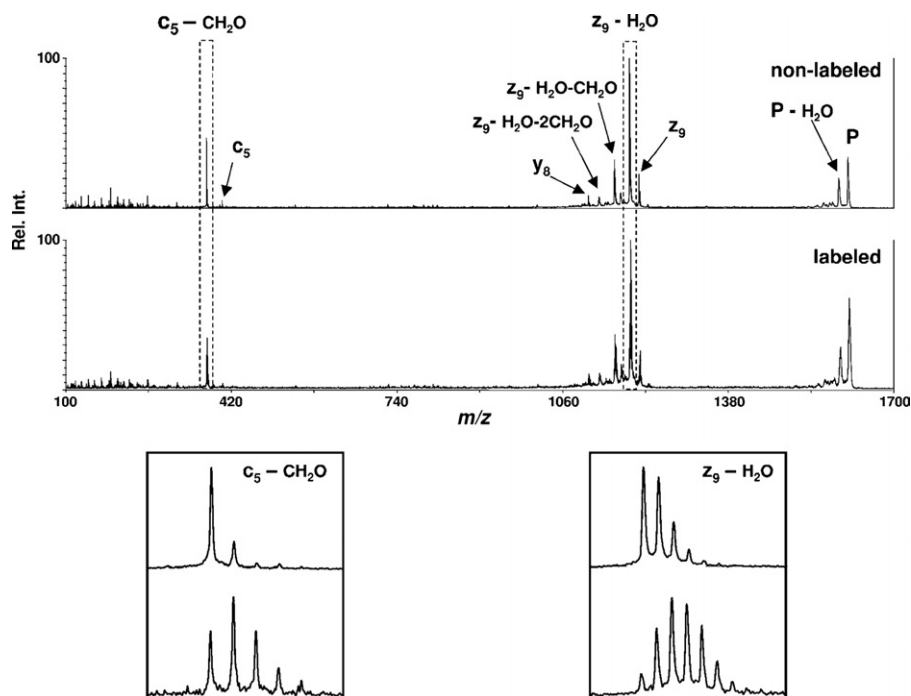 c₅ – CH₂O
z₉ - H₂O
100
non-labeled
z₉- H₂O-CH₂O
P - H₂O
z₉- H₂O-2CH₂O
z₉
P
c₅
y₈
Rel. Int.
100
labeled
100
420
740
1060
1380
1700
m/z
c₅ – CH₂O
z₉ – H₂O